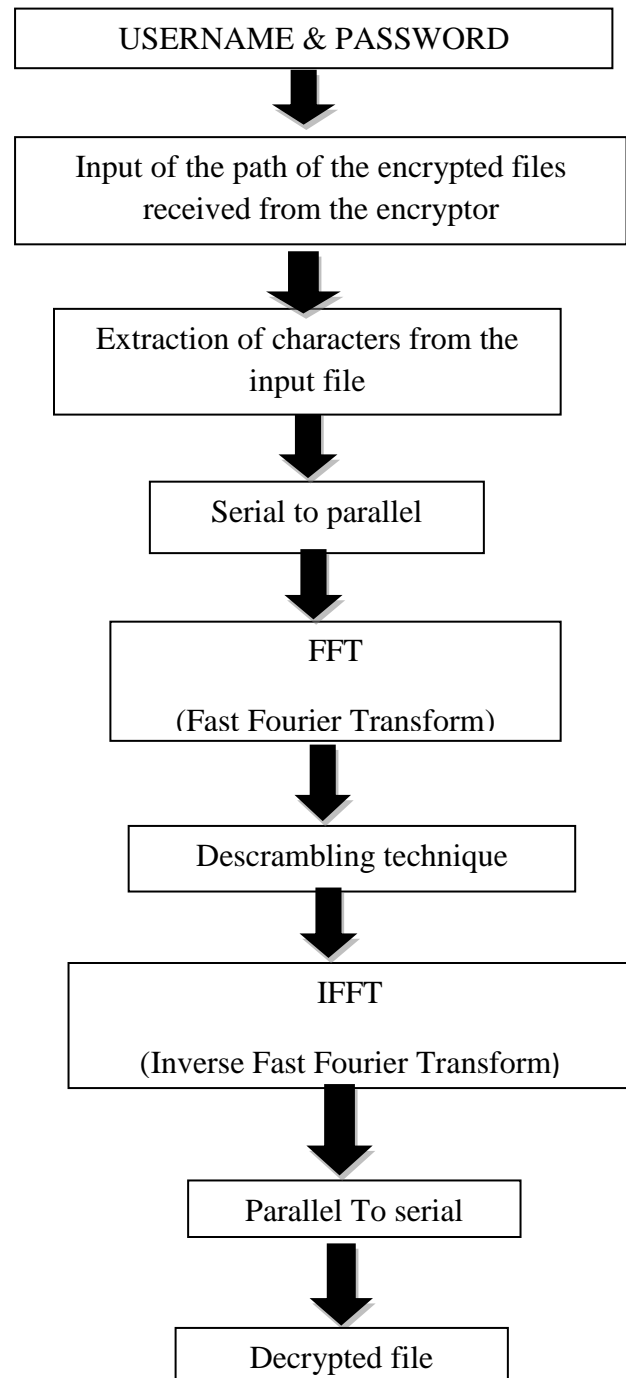 USERNAME & PASSWORD
Input of the path of the encrypted files
received from the encryptor
Extraction of characters from the
input file
Serial to parallel
FFT
(Fast Fourier Transform)
Descrambling technique
IFFT
(Inverse Fast Fourier Transform)
Parallel To serial
Decrypted file